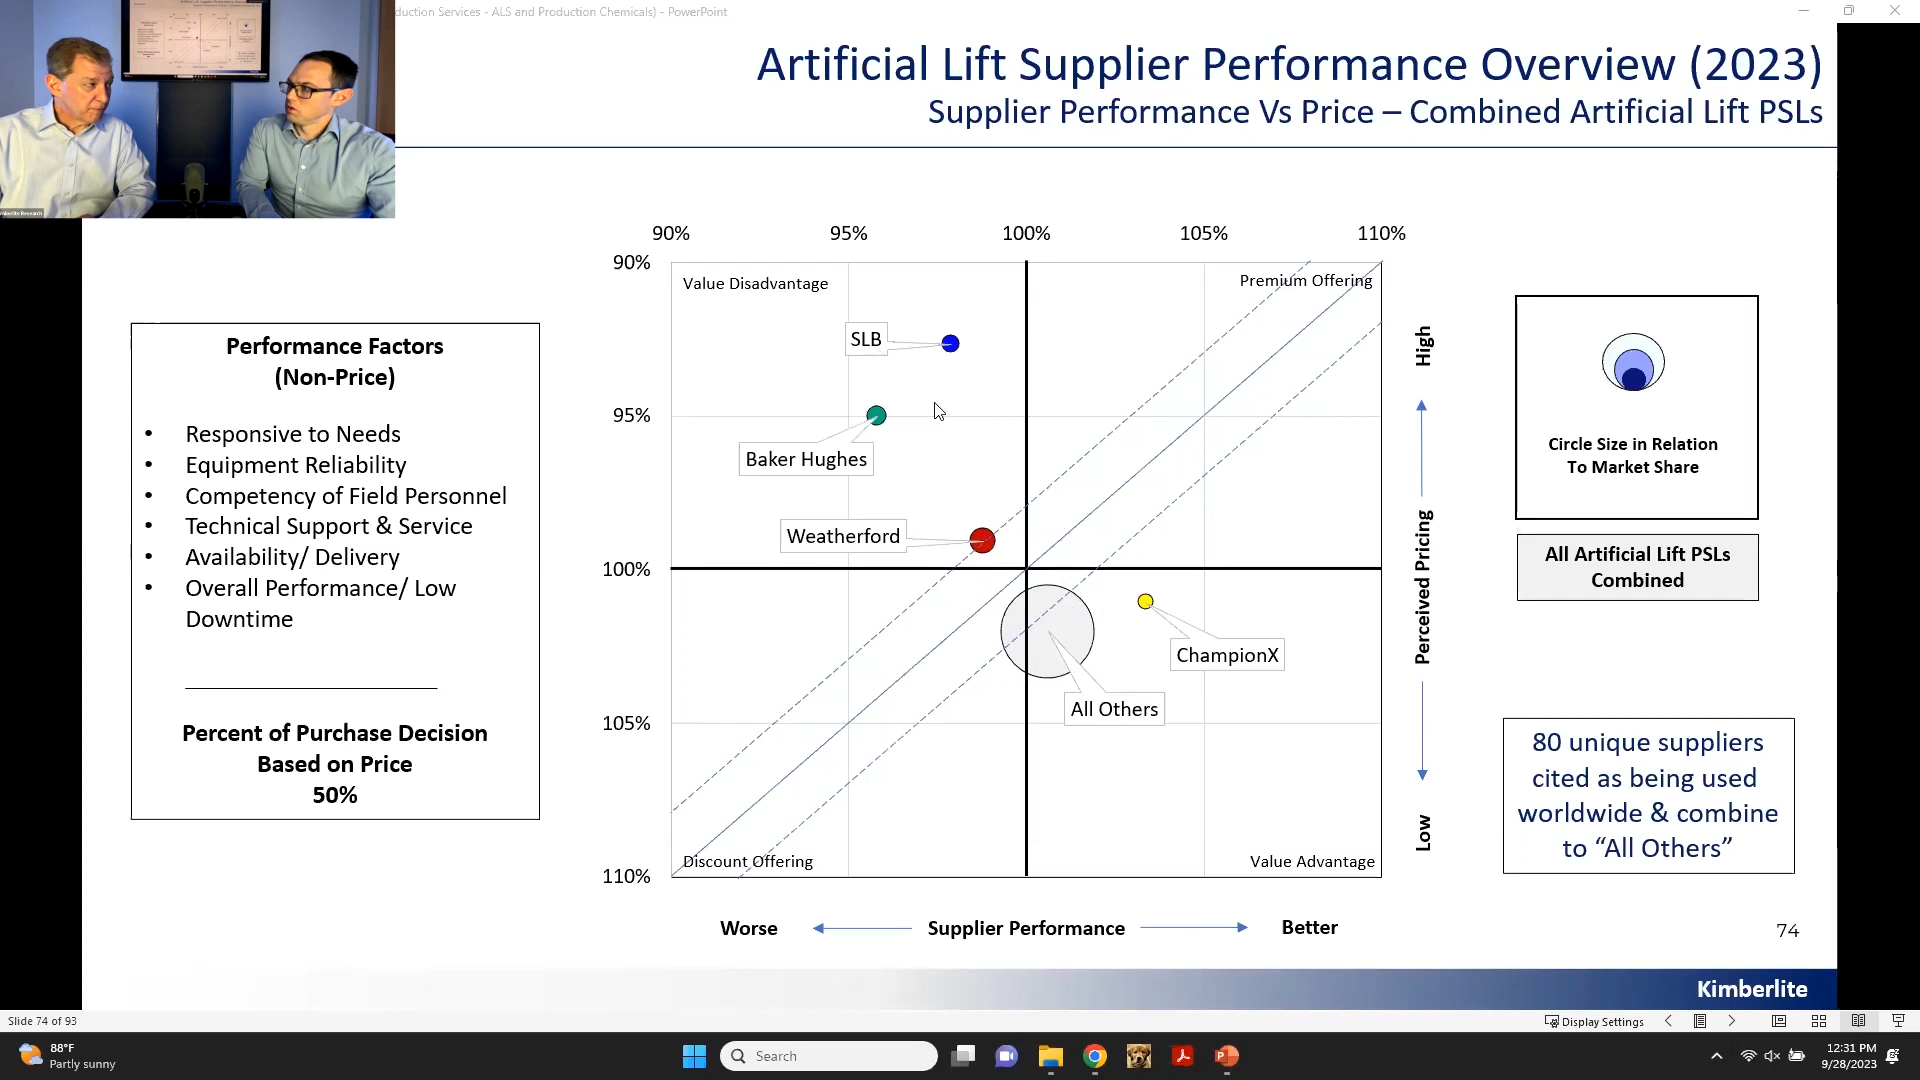 duction Services - ALS and Production Chemicals) - PowerPoint
Artificial Lift Supplier Performance Overview (2023)
Supplier Performance Vs Price – Combined Artificial Lift PSLs
90%
95%
100%
105%
110%
90%
95%
100%
105%
110%
Value Disadvantage
Premium Offering
SLB
Baker Hughes
Weatherford
ChampionX
All Others
Discount Offering
Value Advantage
High
Perceived Pricing
Low
Worse
Supplier Performance
Better
Performance Factors
(Non-Price)
• Responsive to Needs
• Equipment Reliability
• Competency of Field Personnel
• Technical Support & Service
• Availability/ Delivery
• Overall Performance/ Low
Downtime
Percent of Purchase Decision
Based on Price
50%
Circle Size in Relation
To Market Share
All Artificial Lift PSLs
Combined
80 unique suppliers
cited as being used
worldwide & combine
to “All Others”
74
Kimberlite
Slide 74 of 93
Display Settings
88°F
Partly sunny
Search
12:31 PM
9/28/2023